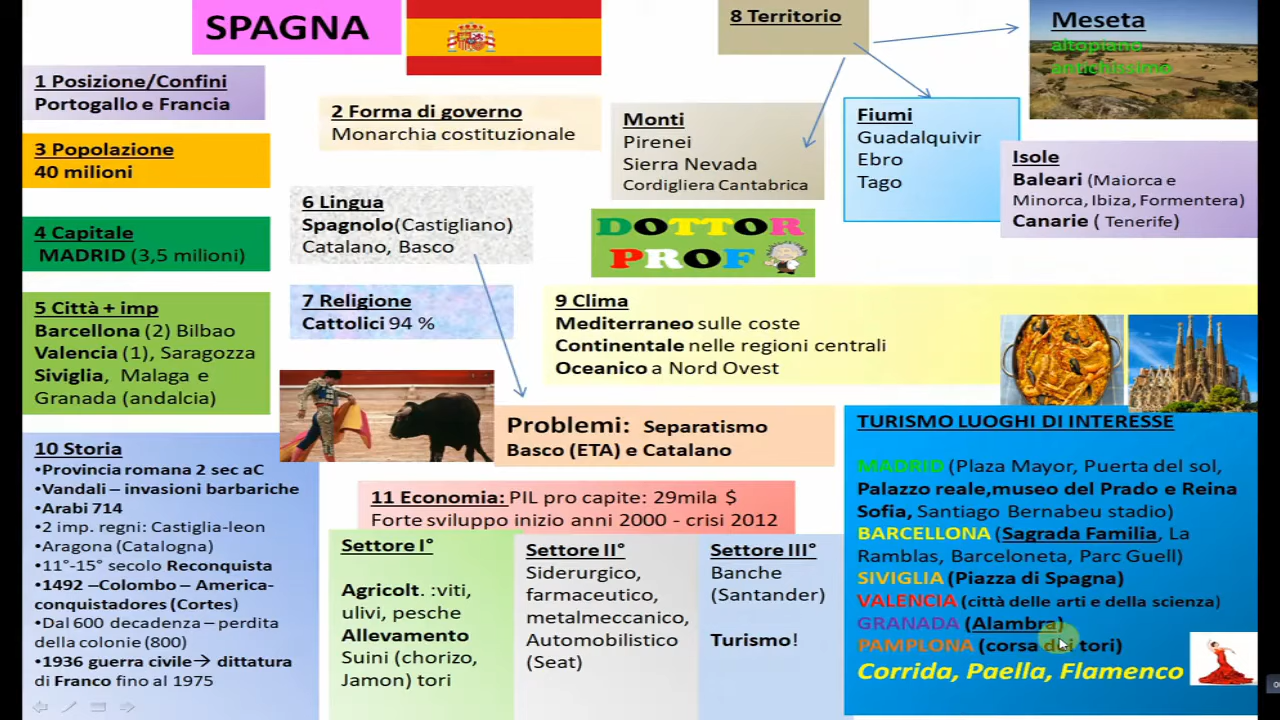 SPAGNA
8 Territorio
Meseta
altopiano
antichissimo
1 Posizione/Confini
Portogallo e Francia
2 Forma di governo
Monarchia costituzionale
Monti
Pirenei
Sierra Nevada
Cordigliera Cantabrica
Fiumi
Guadalquivir
Ebro
Tago
Isole
Baleari (Maiorca e
Minorca, Ibiza, Formentera)
Canarie ( Tenerife)
3 Popolazione
40 milioni
4 Capitale
MADRID (3,5 milioni)
6 Lingua
Spagnolo(Castigliano)
Catalano, Basco
DOTTOR
PROF
5 Città + imp
Barcellona (2) Bilbao
Valencia (1), Saragozza
Siviglia, Malaga e
Granada (andalcia)
7 Religione
Cattolici 94 %
9 Clima
Mediterraneo sulle coste
Continentale nelle regioni centrali
Oceanico a Nord Ovest
Problemi: Separatismo
Basco (ETA) e Catalano
10 Storia
•Provincia romana 2 sec aC
•Vandali – invasioni barbariche
•Arabi 714
•2 imp. regni: Castiglia-leon
•Aragona (Catalogna)
•11°-15° secolo Reconquista
•1492 –Colombo – America-
conquistadores (Cortes)
•Dal 600 decadenza – perdita
della colonie (800)
•1936 guerra civile→ dittatura
di Franco fino al 1975
11 Economia: PIL pro capite: 29mila $
Forte sviluppo inizio anni 2000 - crisi 2012
Settore I°
Agricolt. :viti,
ulivi, pesche
Allevamento
Suini (chorizo,
Jamon) tori
Settore II°
Siderurgico,
farmaceutico,
metalmeccanico,
Automobilistico
(Seat)
Settore III°
Banche
(Santander)
Turismo!
TURISMO LUOGHI DI INTERESSE
MADRID (Plaza Mayor, Puerta del sol,
Palazzo reale,museo del Prado e Reina
Sofia, Santiago Bernabeu stadio)
BARCELLONA (Sagrada Familia, La
Ramblas, Barceloneta, Parc Guell)
SIVIGLIA (Piazza di Spagna)
VALENCIA (città delle arti e della scienza)
GRANADA (Alambra)
PAMPLONA (corsa dei tori)
Corrida, Paella, Flamenco